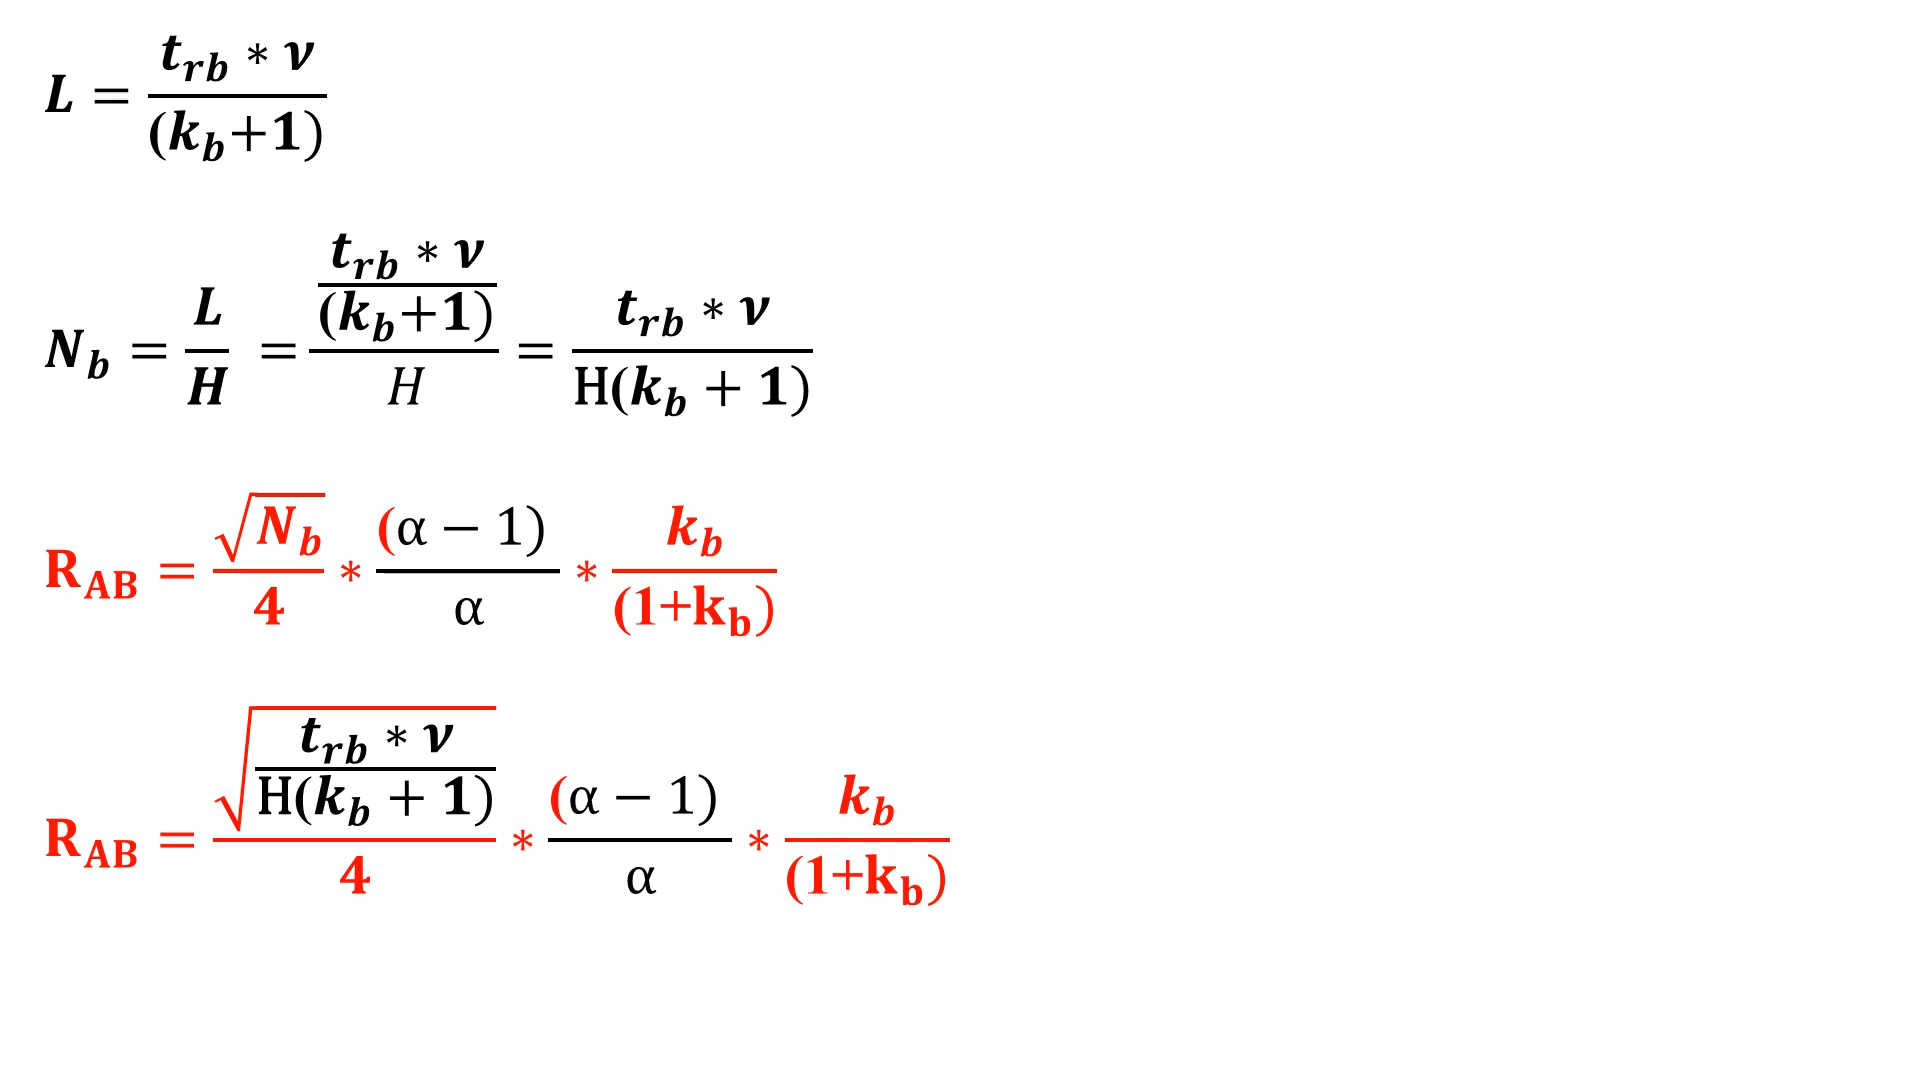 L = t_rb * ν / (k_b+1)
N_b = L / H = (t_rb * ν / (k_b+1)) / H = t_rb * ν / H(k_b + 1)
R_AB = √N_b / 4 * (α − 1) / α * k_b / (1+k_b)
R_AB = √(t_rb * ν / H(k_b + 1)) / 4 * (α − 1) / α * k_b / (1+k_b)